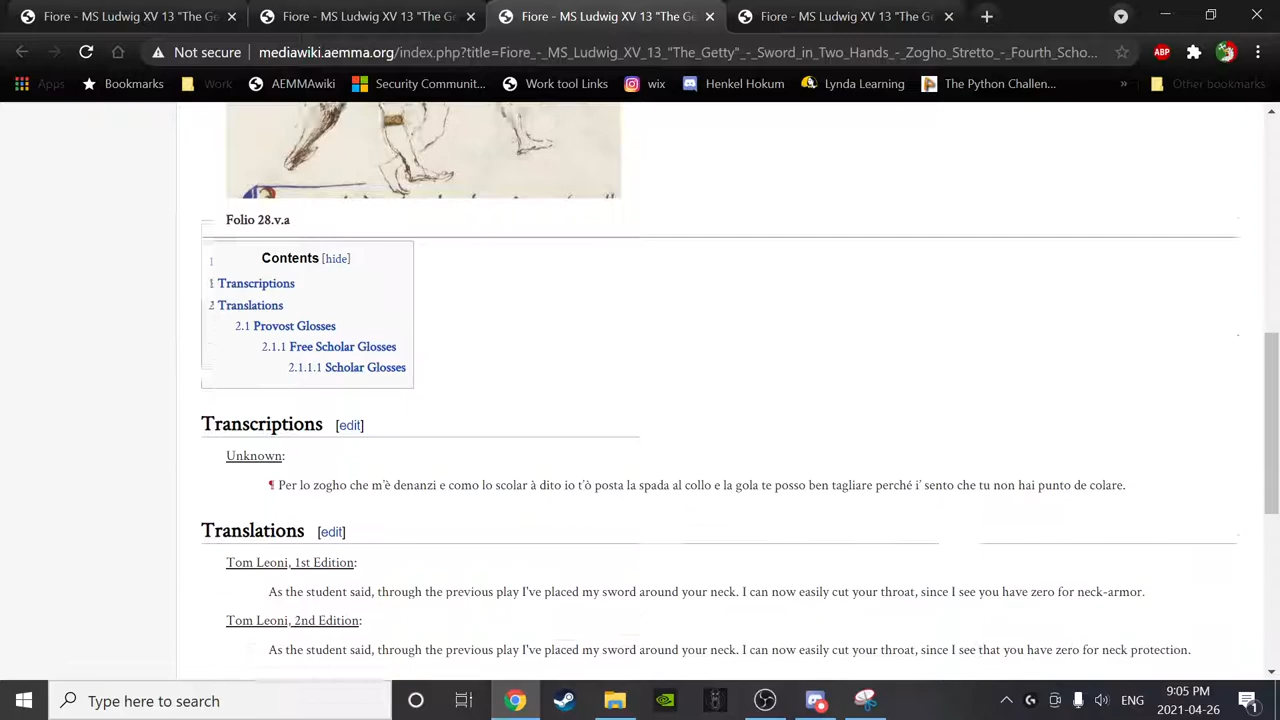 Fiore - MS Ludwig XV 13 "The Ge
Fiore - MS Ludwig XV 13 "The Ge
Fiore - MS Ludwig XV 13 "The Ge
Fiore - MS Ludwig XV 13 "The Ge
Not secure
mediawiki.aemma.org/index.php?title=Fiore_-_MS_Ludwig_XV_13_"The_Getty"_-_Sword_in_Two_Hands_-_Zogho_Stretto_-_Fourth_Scho...
ABP
Apps
Bookmarks
Work
AEMMAwiki
Security Communit...
Work tool Links
wix
Henkel Hokum
Lynda Learning
The Python Challen...
»
Other bookmarks
Folio 28.v.a
Contents [hide]
Transcriptions
2 Translations
2.1 Provost Glosses
2.1.1 Free Scholar Glosses
2.1.1.1 Scholar Glosses
Transcriptions [edit]
Unknown:
¶ Per lo zogho che m'è denanzi e como lo scolar à dito io t'ò posta la spada al collo e la gola te posso ben tagliare perché i' sento che tu non hai punto de colare.
Translations [edit]
Tom Leoni, 1st Edition:
As the student said, through the previous play I've placed my sword around your neck. I can now easily cut your throat, since I see you have zero for neck-armor.
Tom Leoni, 2nd Edition:
As the student said, through the previous play I've placed my sword around your neck. I can now easily cut your throat, since I see that you have zero for neck protection.
Type here to search
ENG
9:05 PM
2021-04-26
1